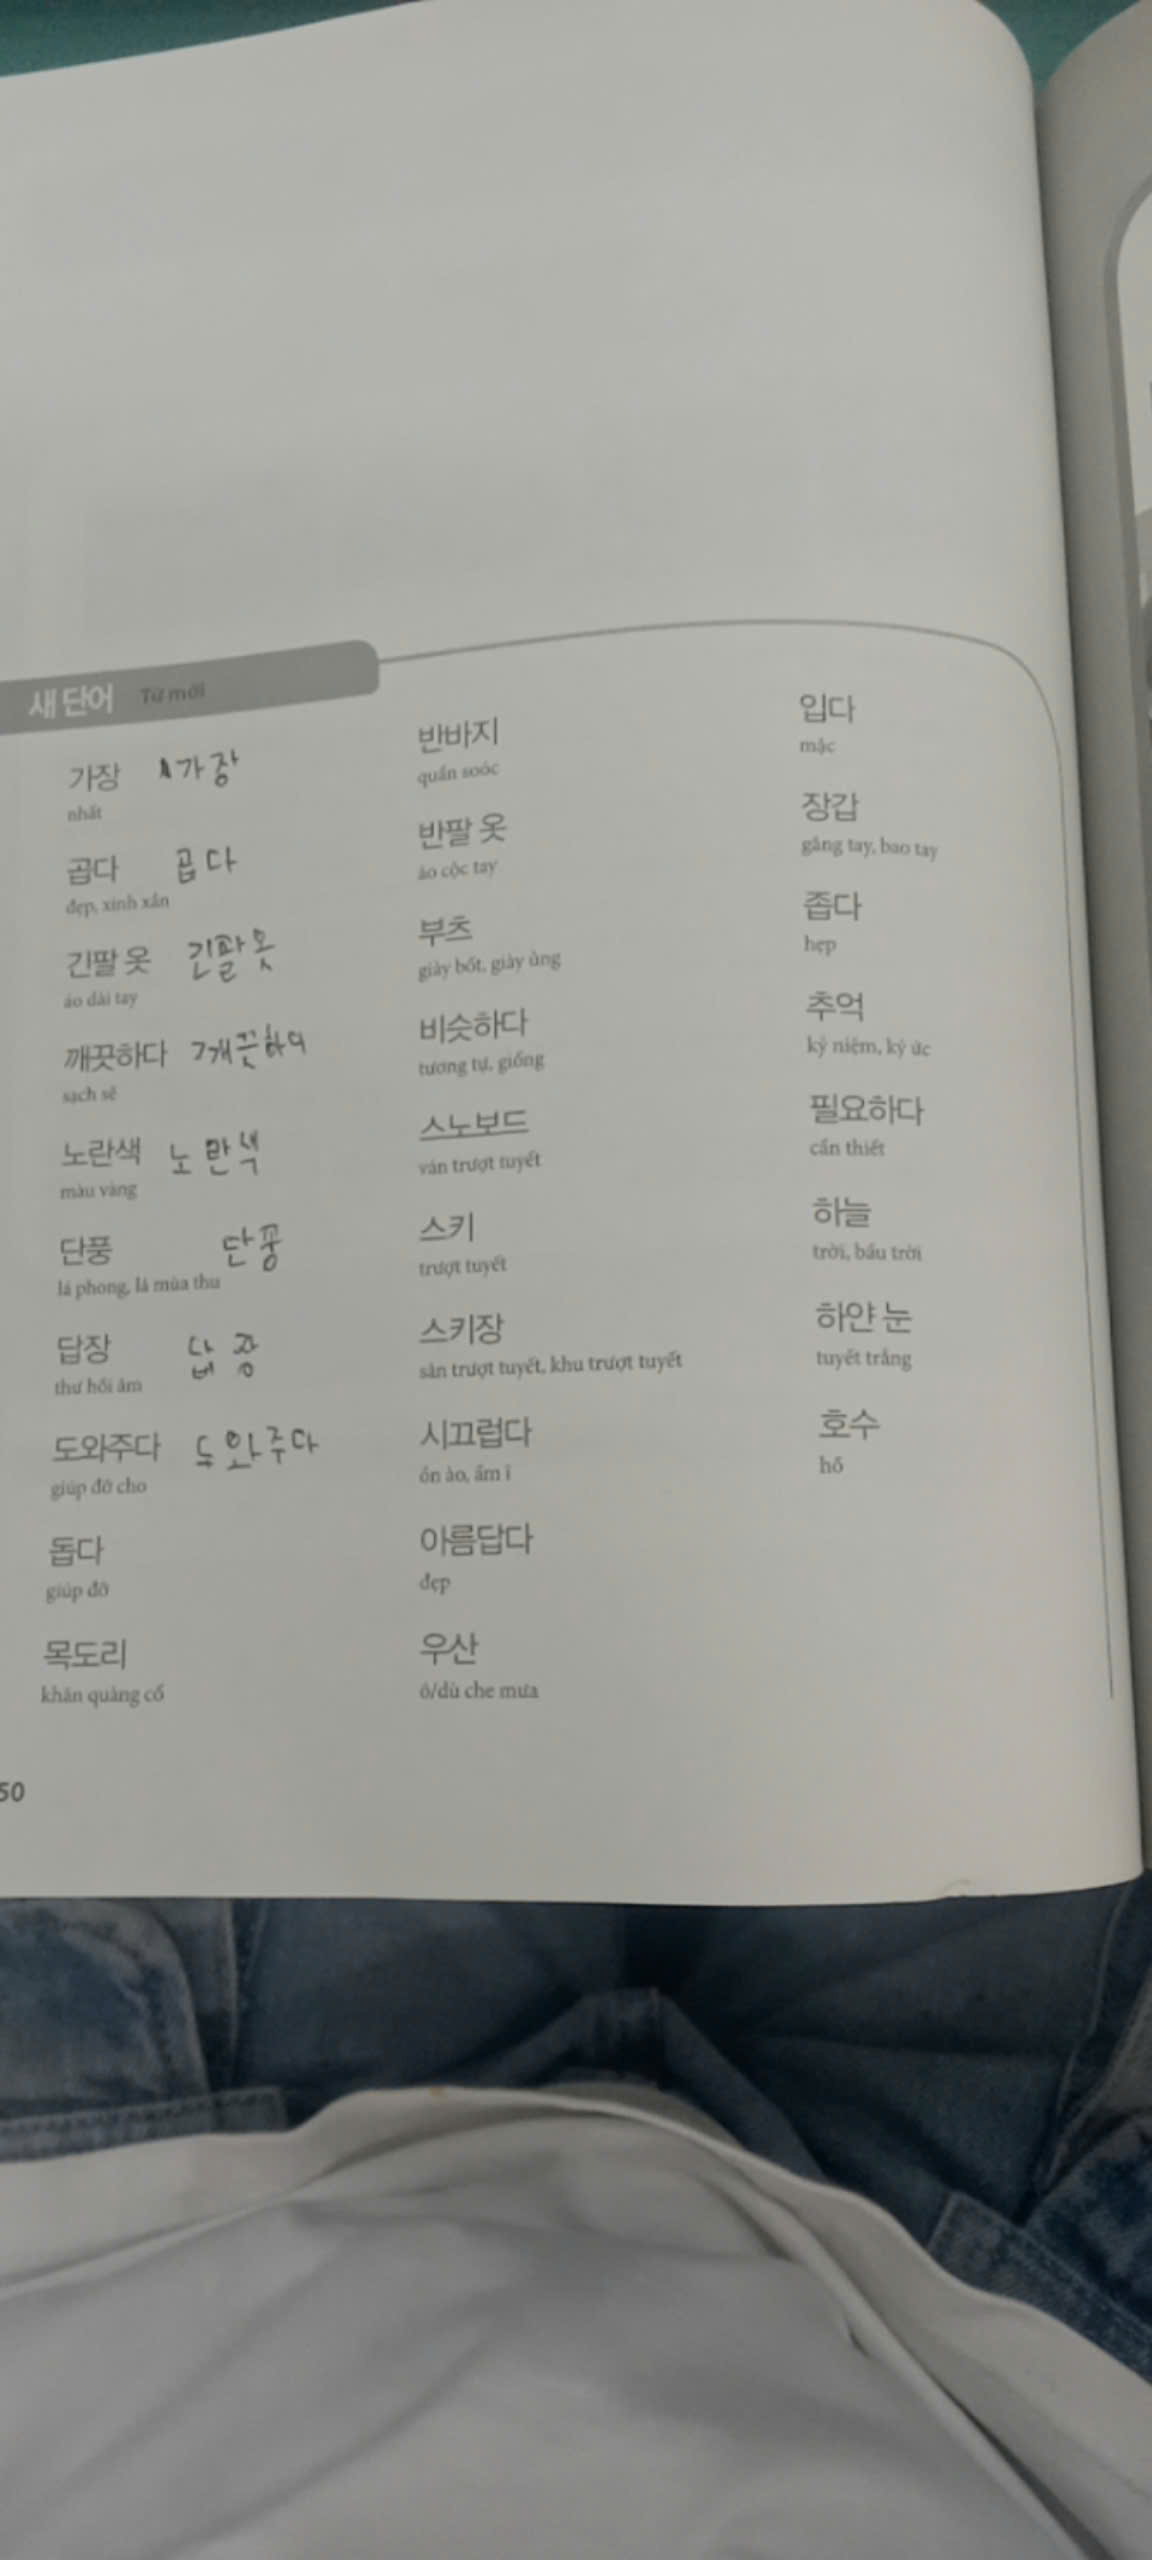 새 단어 Từ mới
가장 가장
nhất
곱다 곱다
đẹp, xinh xắn
긴팔 옷 긴팔옷
áo dài tay
깨끗하다 깨끗하다
sạch sẽ
노란색 노란색
màu vàng
단풍 단풍
lá phong, lá mùa thu
답장 답장
thư hồi âm
도와주다 도와주다
giúp đỡ cho
돕다
giúp đỡ
목도리
khăn quàng cổ
반바지
quần soóc
반팔 옷
áo cộc tay
부츠
giày bốt, giày ủng
비슷하다
tương tự, giống
스노보드
ván trượt tuyết
스키
trượt tuyết
스키장
sân trượt tuyết, khu trượt tuyết
시끄럽다
ồn ào, ầm ĩ
아름답다
đẹp
우산
ô/dù che mưa
입다
mặc
장갑
găng tay, bao tay
좁다
hẹp
추억
kỷ niệm, ký ức
필요하다
cần thiết
하늘
trời, bầu trời
하얀 눈
tuyết trắng
호수
hồ
50